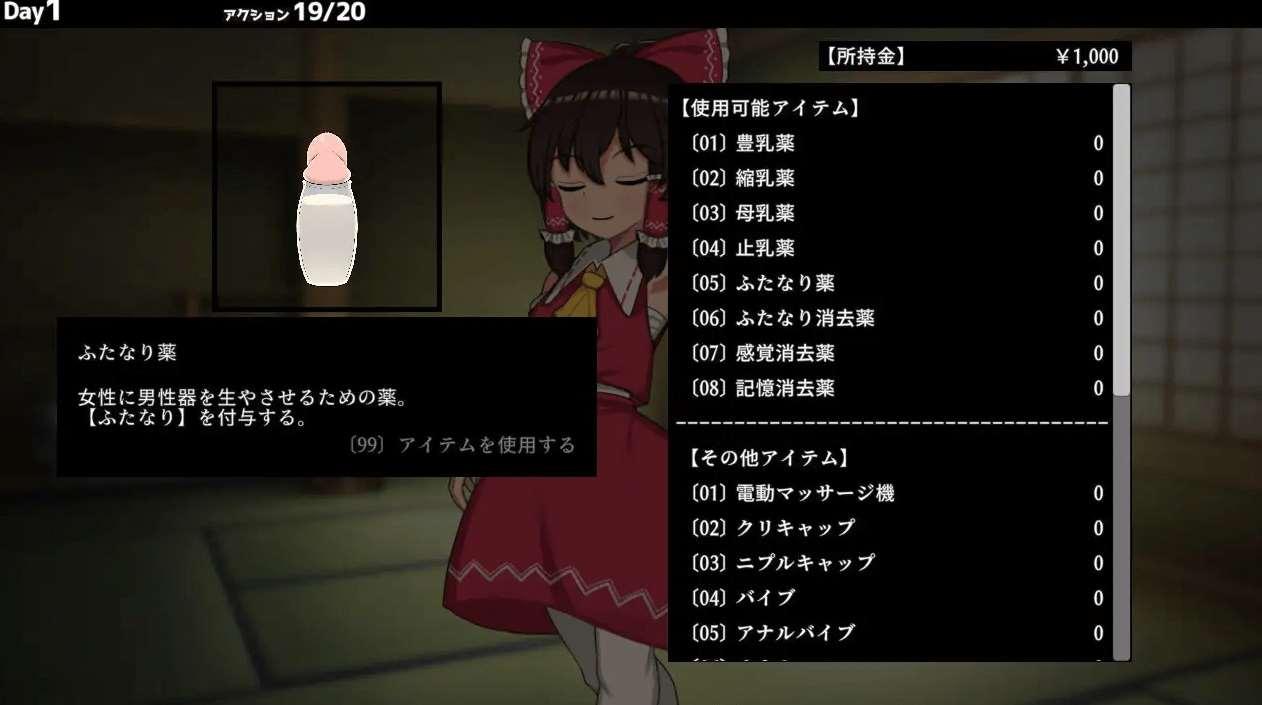 Day1
アクション 19/20
【所持金】 ￥1,000
【使用可能アイテム】
〔01〕豊乳薬 0
〔02〕縮乳薬 0
〔03〕母乳薬 0
〔04〕止乳薬 0
〔05〕ふたなり薬 0
〔06〕ふたなり消去薬 0
〔07〕感覚消去薬 0
〔08〕記憶消去薬 0
【その他アイテム】
〔01〕電動マッサージ機 0
〔02〕クリキャップ 0
〔03〕ニプルキャップ 0
〔04〕バイブ 0
〔05〕アナルバイブ 0
ふたなり薬
女性に男性器を生やさせるための薬。
【ふたなり】を付与する。
〔99〕アイテムを使用する